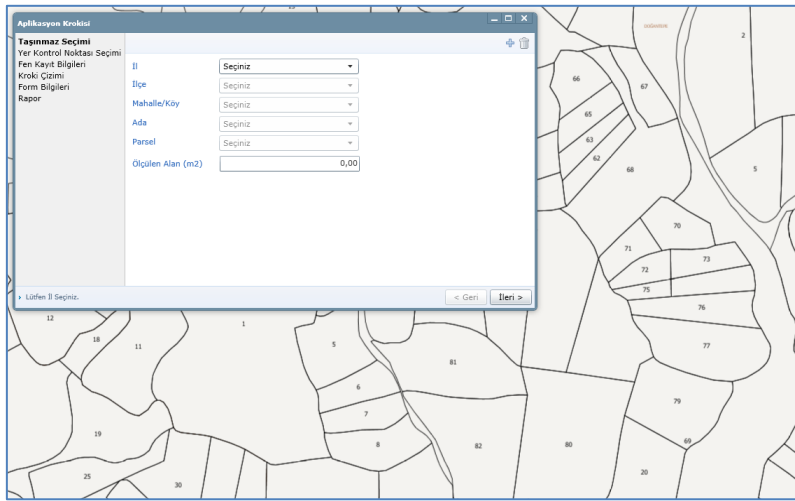 Aplikasyon Krokisi
Taşınmaz Seçimi
Yer Kontrol Noktası Seçimi
Fen Kayıt Bilgileri
Kroki Çizimi
Form Bilgileri
Rapor
İl Seçiniz
İlçe Seçiniz
Mahalle/Köy Seçiniz
Ada Seçiniz
Parsel Seçiniz
Ölçülen Alan (m2) 0,00
Lütfen İl Seçiniz.
< Geri İleri >
2
66
67
65
63
62
68
5
70
71
73
72
75
76
77
12
18
11
1
5
81
6
7
8
82
80
79
69
20
19
25
30